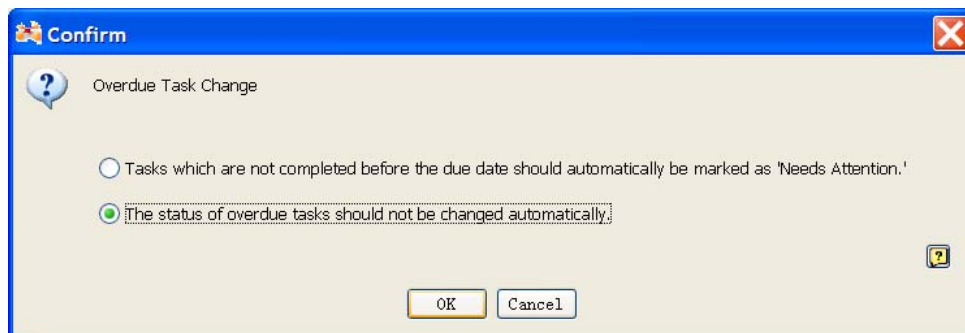 Confirm
Overdue Task Change
Tasks which are not completed before the due date should automatically be marked as 'Needs Attention.'
The status of overdue tasks should not be changed automatically.
OK Cancel